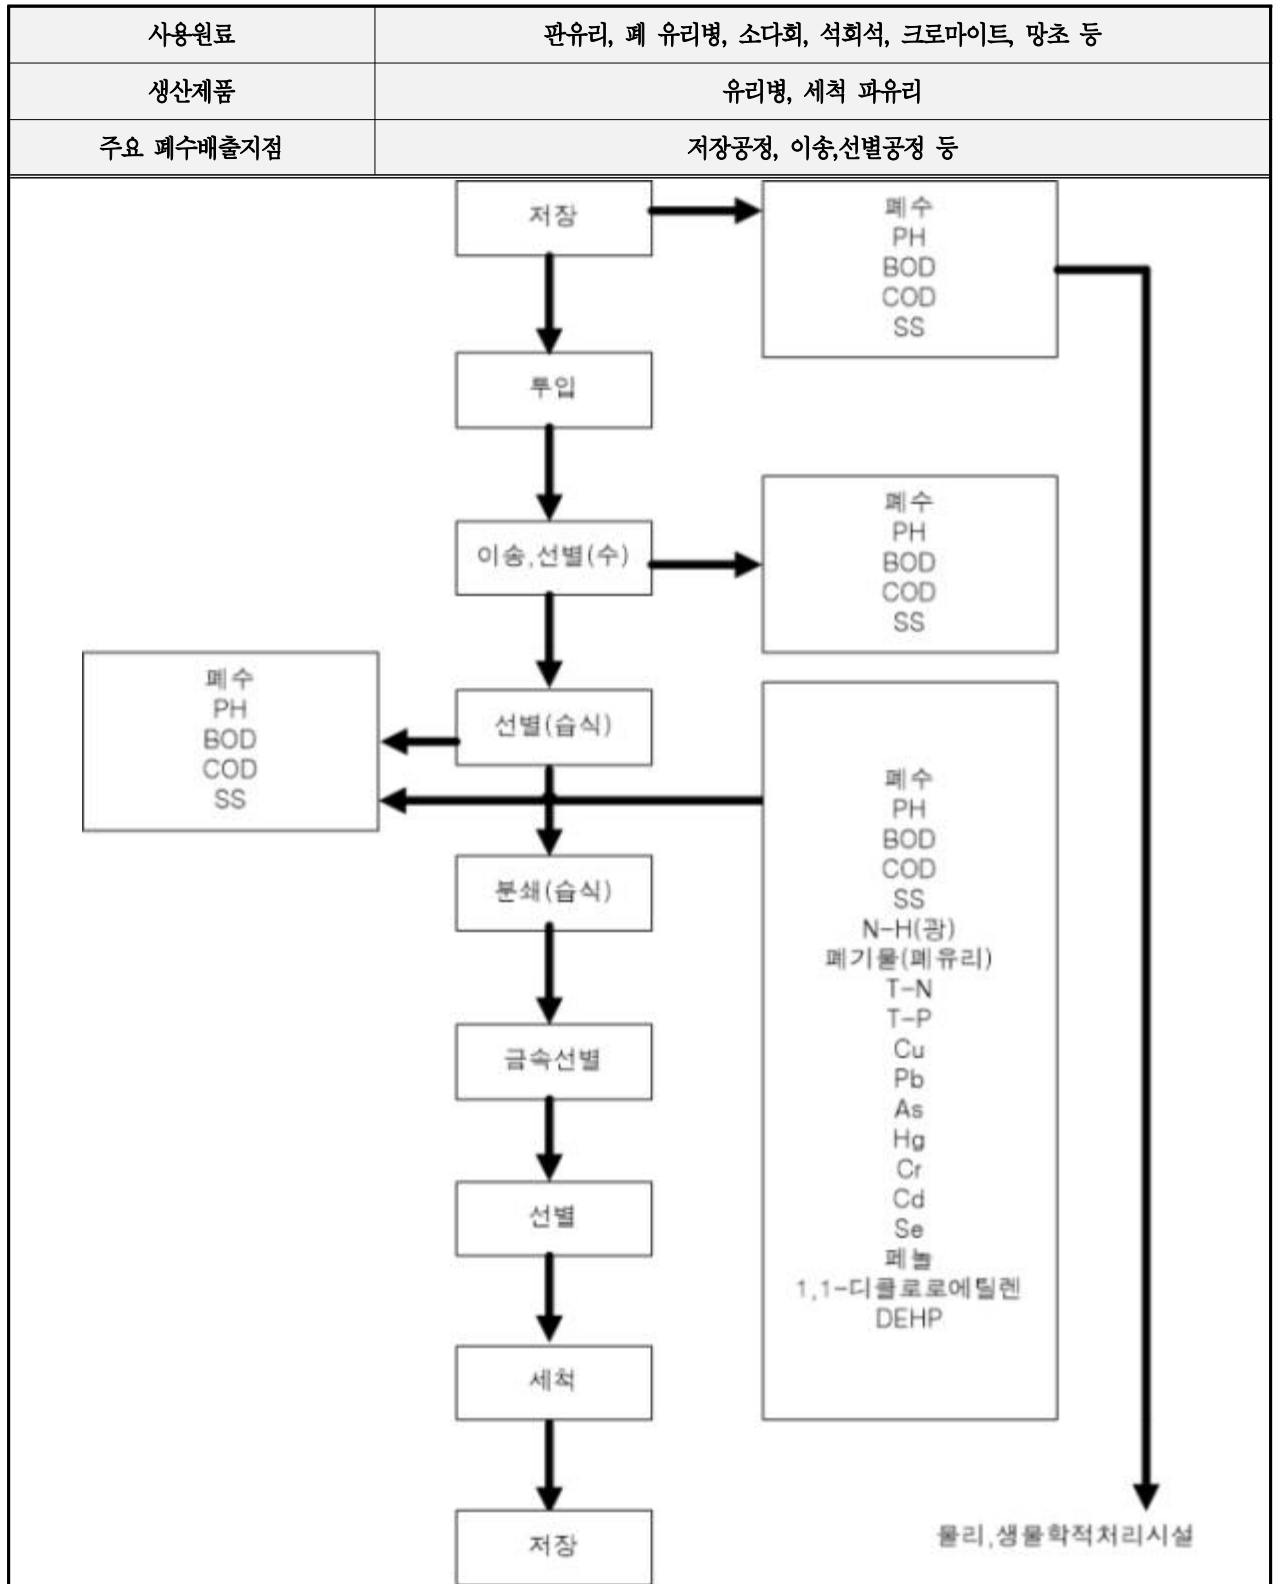 사용원료
판유리, 폐 유리병, 소다회, 석회석, 크로마이트, 망초 등
생산제품
유리병, 세척 파유리
주요 폐수배출지점
저장공정, 이송,선별공정 등
저장
폐수
PH
BOD
COD
SS
투입
이송,선별(수)
폐수
PH
BOD
COD
SS
선별(습식)
폐수
PH
BOD
COD
SS
분쇄(습식)
금속선별
선별
세척
저장
폐수
PH
BOD
COD
SS
N-H(광)
폐기물(폐유리)
T-N
T-P
Cu
Pb
As
Hg
Cr
Cd
Se
페놀
1,1-디클로로에틸렌
DEHP
물리,생물학적처리시설